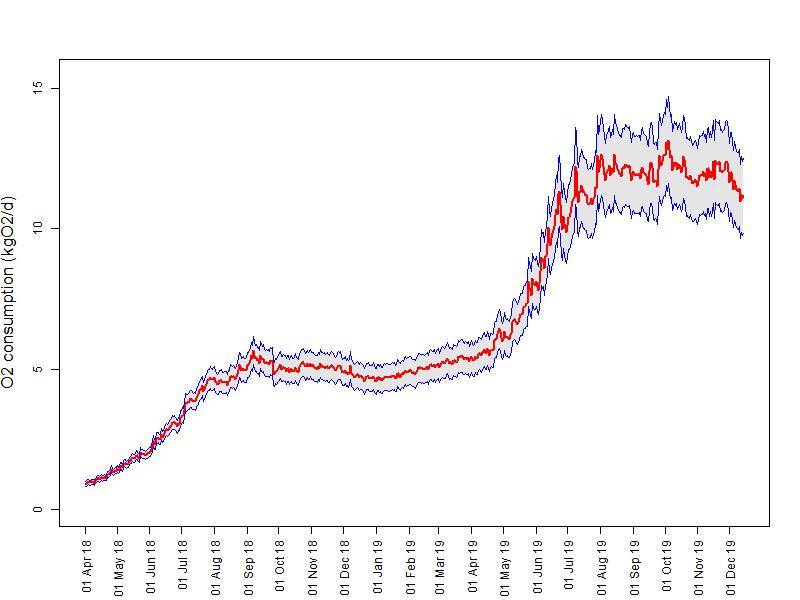 O2 consumption (kgO2/d)
15
10
5
0
01 Apr 18
01 May 18
01 Jun 18
01 Jul 18
01 Aug 18
01 Sep 18
01 Oct 18
01 Nov 18
01 Dec 18
01 Jan 19
01 Feb 19
01 Mar 19
01 Apr 19
01 May 19
01 Jun 19
01 Jul 19
01 Aug 19
01 Sep 19
01 Oct 19
01 Nov 19
01 Dec 19